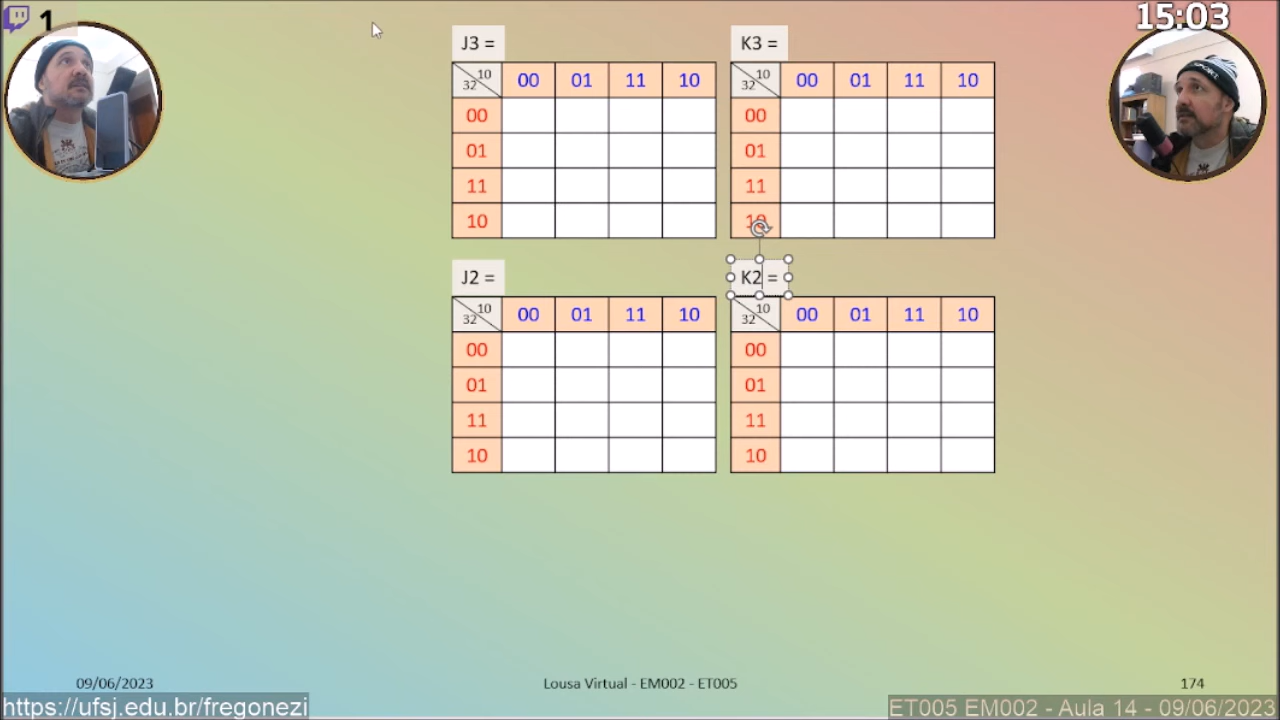 1
15:03
J3 =
K3 =
10
32
00 01 11 10
00
01
11
10
10
32
00 01 11 10
00
01
11
10
J2 =
K2 =
10
32
00 01 11 10
00
01
11
10
10
32
00 01 11 10
00
01
11
10
09/06/2023
Lousa Virtual - EM002 - ET005
174
https://ufsj.edu.br/fregonezi
ET005 EM002 - Aula 14 - 09/06/2023